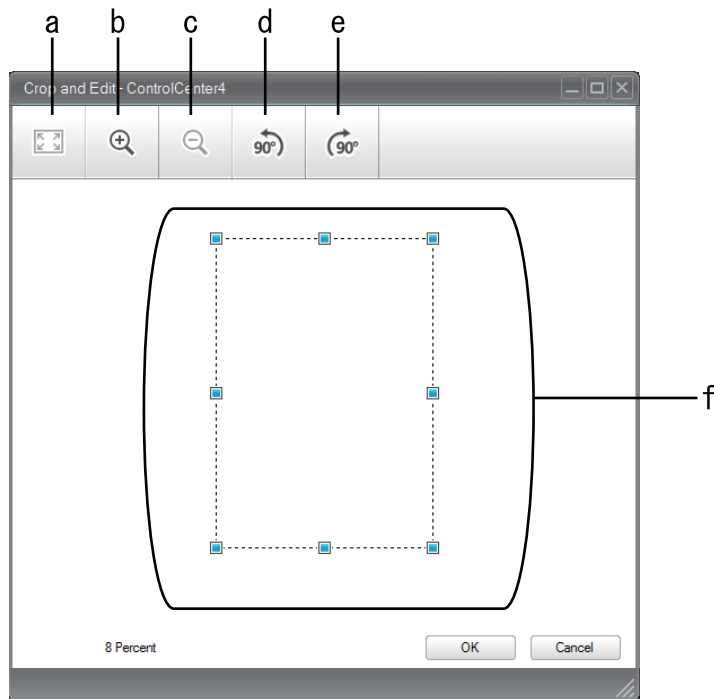 a b c d e
Crop and Edit - ControlCenter4
90° 90°
f
8 Percent OK Cancel